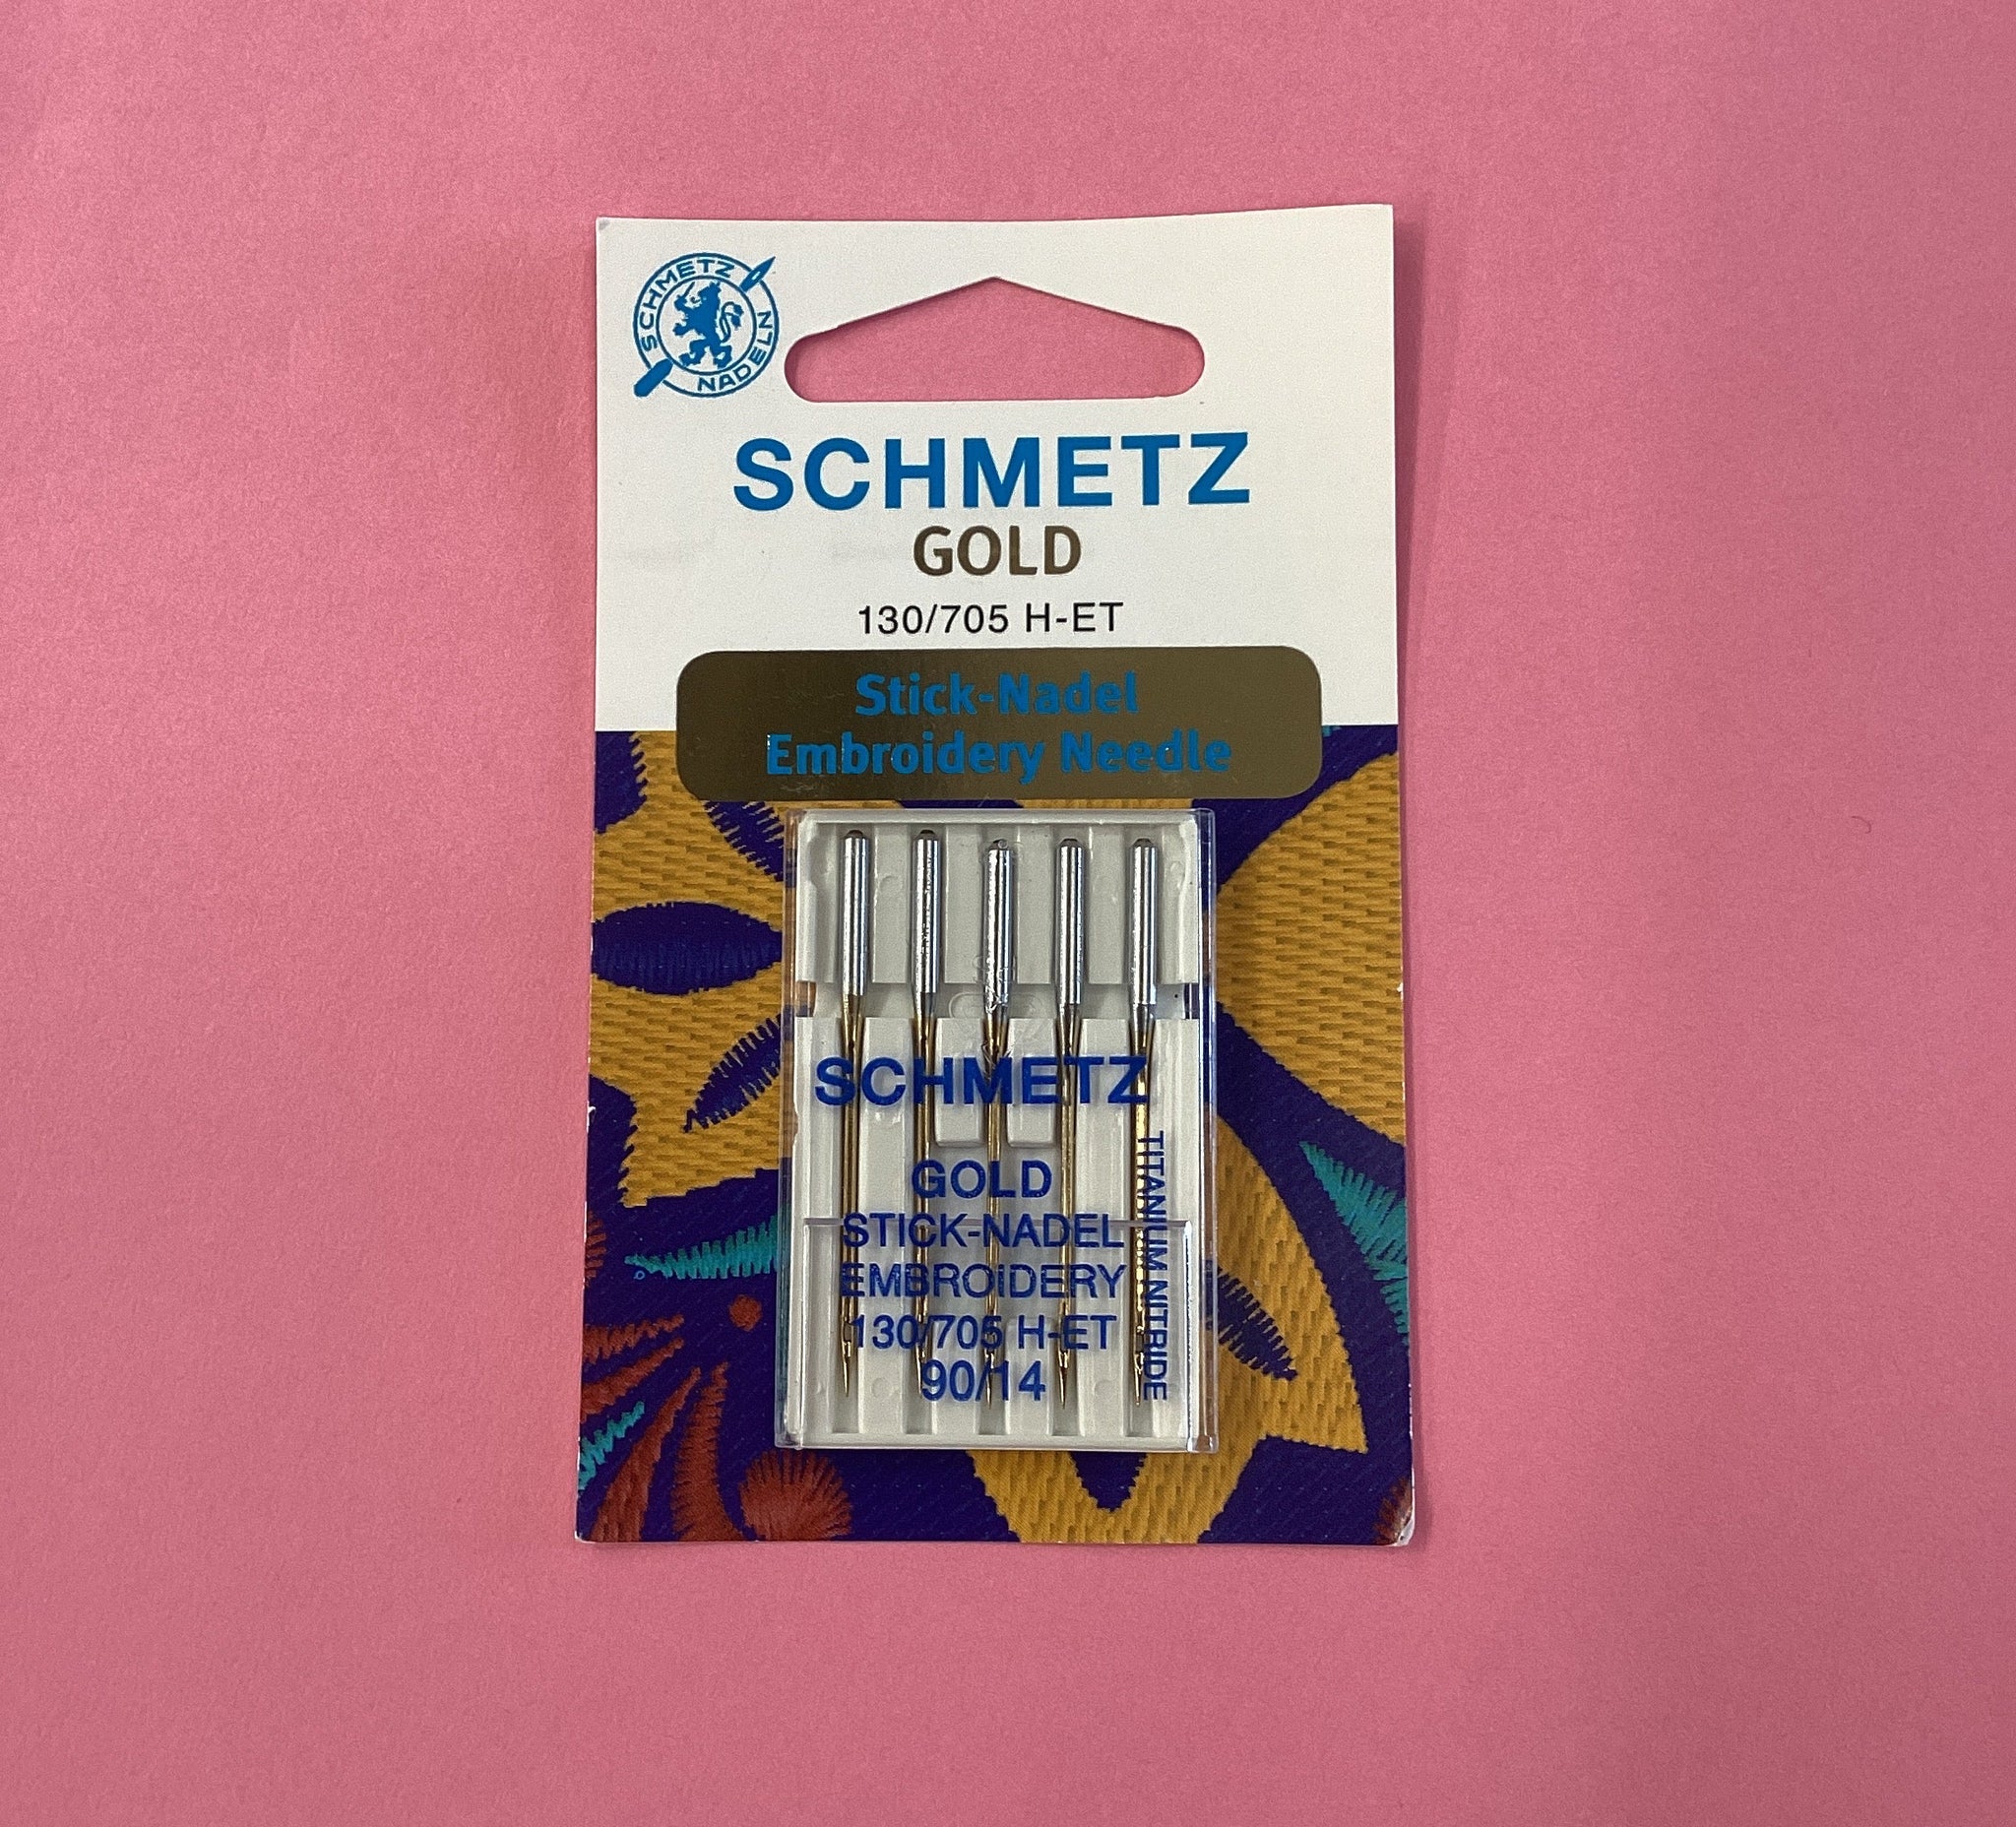 SCHMETZ NADELN
SCHMETZ
GOLD
130/705 H-ET
Stick-Nadel
Embroidery Needle
SCHMETZ
GOLD
STICK-NADEL
EMBROIDERY
130/705 H-ET
90/14
TITANIUM NITRIDE